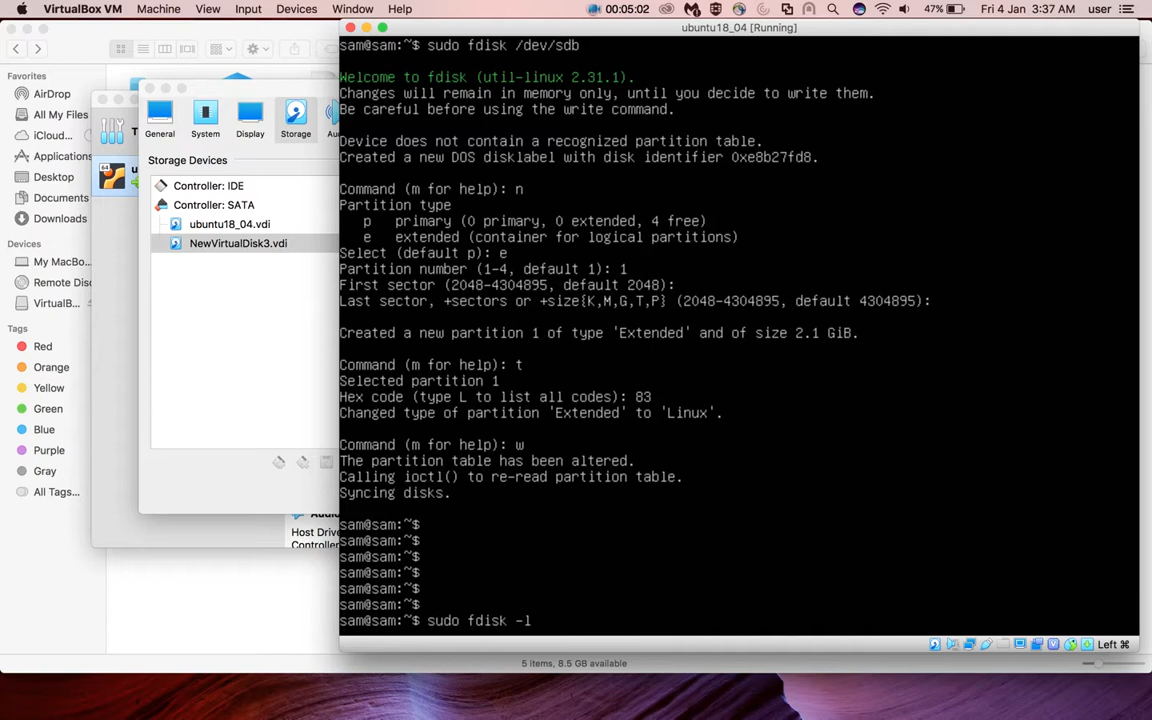 VirtualBox VM Machine View Input Devices Window Help 00:05:02 47% Fri 4 Jan 3:37 AM user
ubuntu18_04 [Running]
Favorites
AirDrop
All My Files
iCloud...
Applications
Desktop
Documents
Downloads
Devices
My MacBo...
Remote Disc
VirtualB...
Tags
Red
Orange
Yellow
Green
Blue
Purple
Gray
All Tags...
General System Display Storage
Storage Devices
Controller: IDE
Controller: SATA
ubuntu18_04.vdi
NewVirtualDisk3.vdi
64
Host Drive
Controller
sam@sam:~$ sudo fdisk /dev/sdb
Welcome to fdisk (util-linux 2.31.1).
Changes will remain in memory only, until you decide to write them.
Be careful before using the write command.
Device does not contain a recognized partition table.
Created a new DOS disklabel with disk identifier 0xe8b27fd8.
Command (m for help): n
Partition type
p primary (0 primary, 0 extended, 4 free)
e extended (container for logical partitions)
Select (default p): e
Partition number (1-4, default 1): 1
First sector (2048-4304895, default 2048):
Last sector, +sectors or +size{K,M,G,T,P} (2048-4304895, default 4304895):
Created a new partition 1 of type 'Extended' and of size 2.1 GiB.
Command (m for help): t
Selected partition 1
Hex code (type L to list all codes): 83
Changed type of partition 'Extended' to 'Linux'.
Command (m for help): w
The partition table has been altered.
Calling ioctl() to re-read partition table.
Syncing disks.
sam@sam:~$
sam@sam:~$
sam@sam:~$
sam@sam:~$
sam@sam:~$
sam@sam:~$
sam@sam:~$ sudo fdisk -l
Left ⌘
5 items, 8.5 GB available